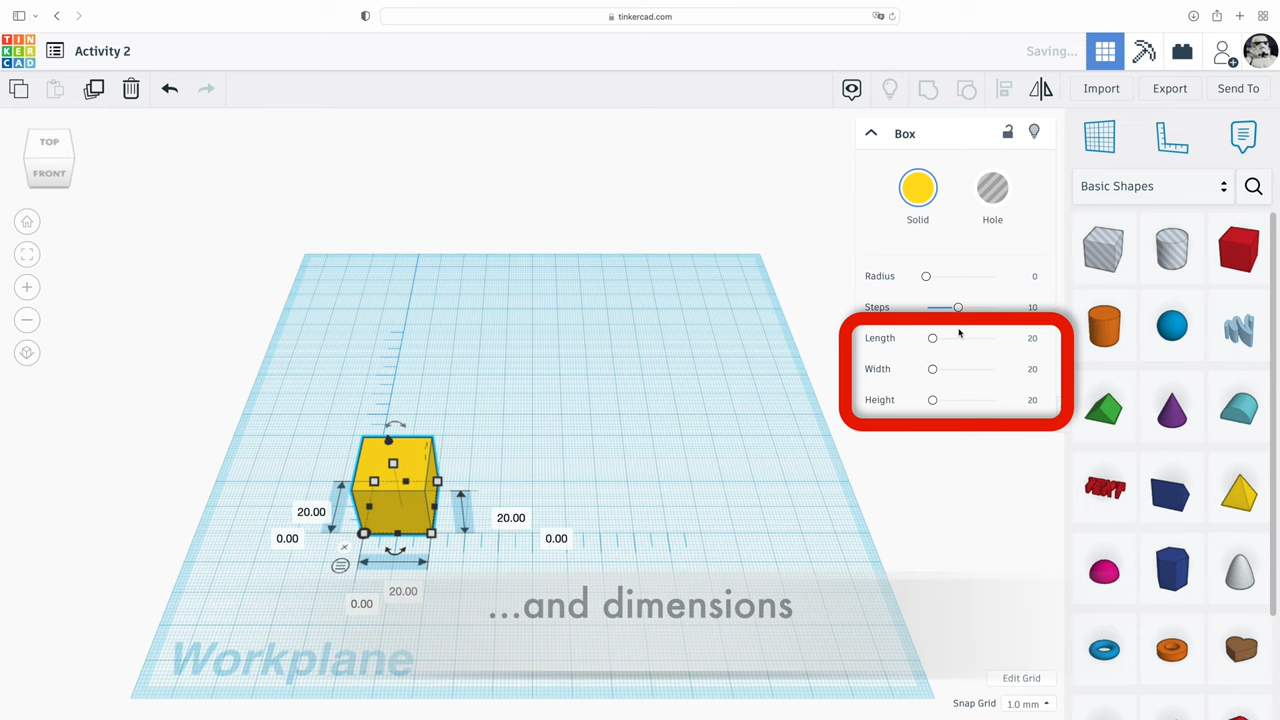 tinkercad.com
TIN
KER
CAD
Activity 2
Saving...
Import
Export
Send To
TOP
FRONT
Box
Solid
Hole
Basic Shapes
Radius 0
Steps 10
Length 20
Width 20
Height 20
TEXT
20.00
0.00
20.00
0.00
20.00
0.00
...and dimensions
Workplane
Edit Grid
Snap Grid 1.0 mm